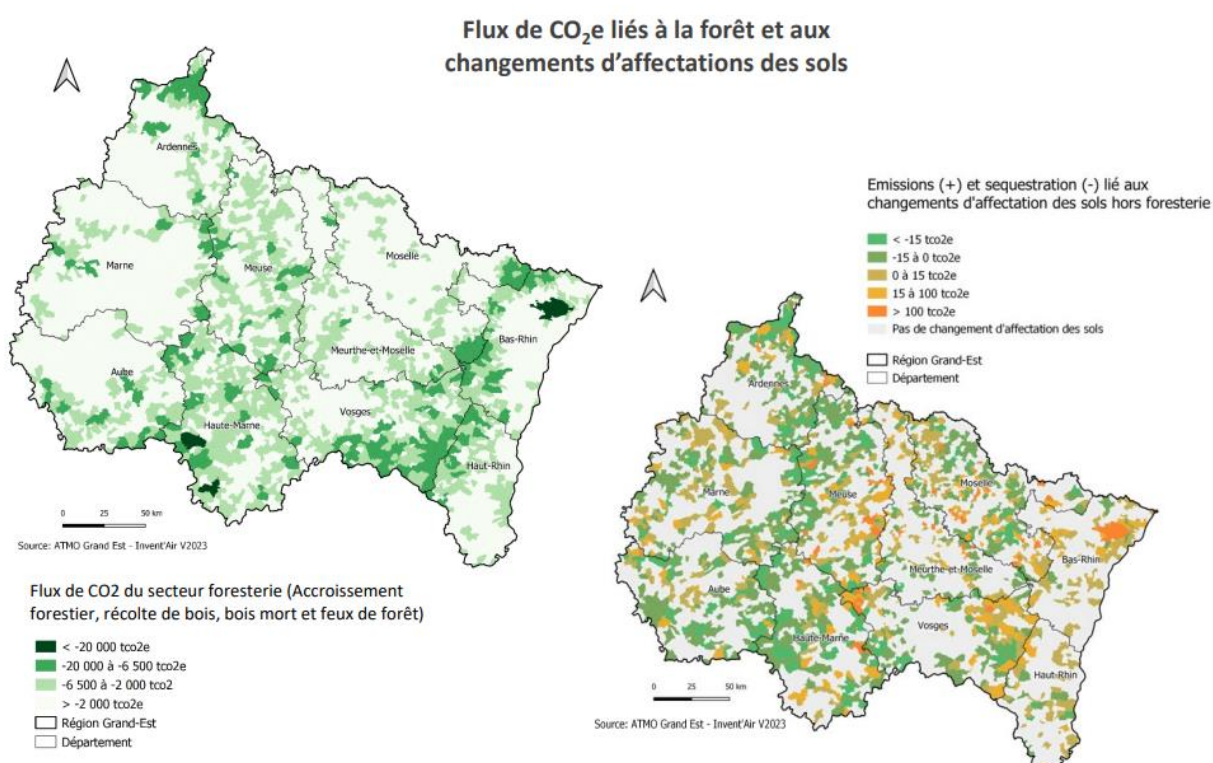 Flux de CO₂e liés à la forêt et aux
changements d'affectations des sols
Ardennes
Marne
Meuse
Moselle
Bas-Rhin
Meurthe-et-Moselle
Aube
Vosges
Haute-Marne
Haut-Rhin
0 25 50 km
Source: ATMO Grand Est - Invent'Air V2023
Flux de CO2 du secteur foresterie (Accroissement
forestier, récolte de bois, bois mort et feux de forêt)
< -20 000 tco2e
-20 000 à -6 500 tco2e
-6 500 à -2 000 tco2
> -2 000 tco2e
Région Grand-Est
Département
Emissions (+) et sequestration (-) lié aux
changements d'affectation des sols hors foresterie
< -15 tco2e
-15 à 0 tco2e
0 à 15 tco2e
15 à 100 tco2e
> 100 tco2e
Pas de changement d'affectation des sols
Région Grand-Est
Département
Ardennes
Marne
Meuse
Moselle
Bas-Rhin
Meurthe-et-Moselle
Aube
Vosges
Haute-Marne
Haut-Rhin
0 25 50 km
Source: ATMO Grand Est - Invent'Air V2023